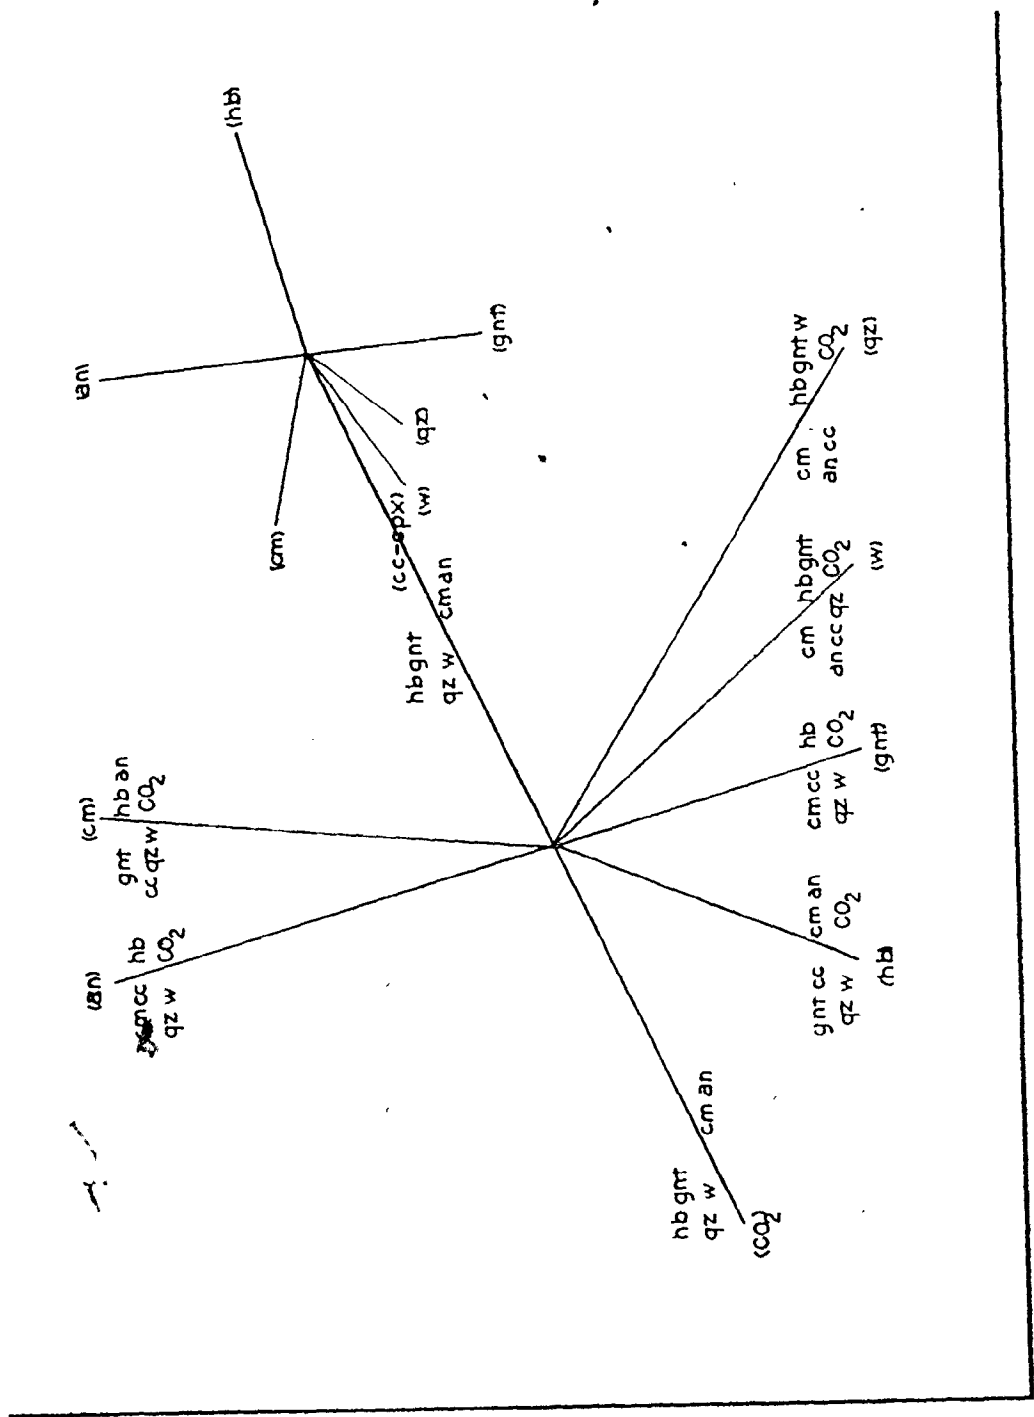 (an)
(cm)
(an)
mcc hb
qz w CO2
gnt hb an
cc qz w CO2
(hb)
(cm)
(cc-opx)
(w)
(qz)
(gnt)
hb gnt cm an
qz w
hb gnt cm an
qz w
(CO2)
gnt cc cm an
qz w CO2
(hb)
cm cc hb
qz w CO2
(gnt)
cm hb gnt
an cc qz CO2
(w)
cm hb gnt w
an cc CO2
(qz)